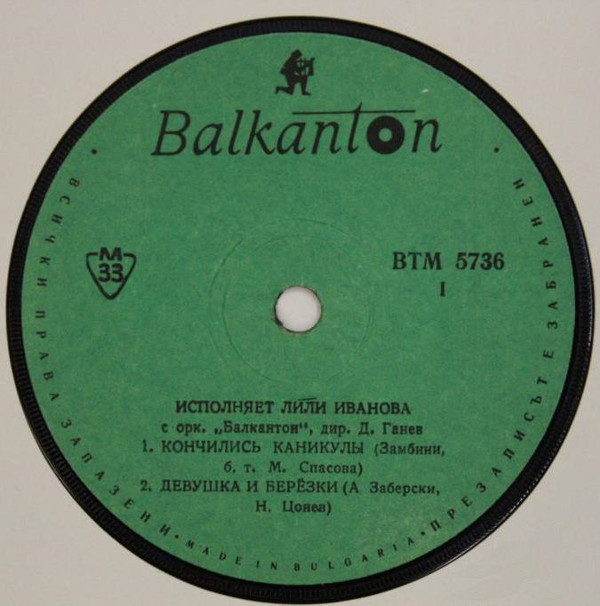 Balkanton
M
33
ВТМ 5736
I
ИСПОЛНЯЕТ ЛИЛИ ИВАНОВА
с орк. „Балкантон“, дир. Д. Ганев
1. КОНЧИЛИСЬ КАНИКУЛЫ (Замбини,
б. т. М. Спасова)
2. ДЕВУШКА И БЕРЁЗКИ (А. Заберски,
Н. Цонев)
ВСИЧКИ ПРАВА ЗАПАЗЕНИ • MADE IN BULGARIA • ПРЕЗАПИСЪТ Е ЗАБРАНЕН